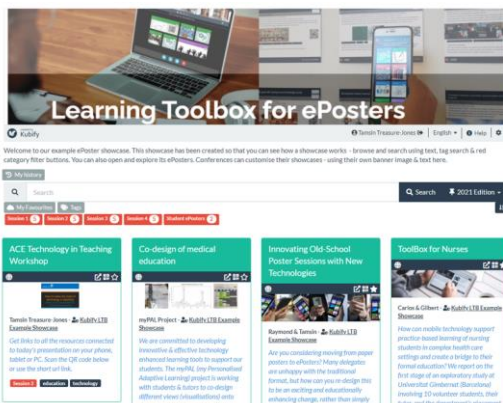 Learning Toolbox for ePosters
Kubify
Tamsin Treasure-Jones
English
Help
Welcome to our example ePoster showcase. This showcase has been created so that you can see how a showcase works - browse and search using text, tag search & red
category filter buttons. You can also open and explore its ePosters. Conferences can customise their showcases - using their own banner image & text here.
My history
Search
Search
2021 Edition
My Favourites
Tags
Session 1 5
Session 2 5
Session 3 5
Session 4 5
Student ePosters 2
ACE Technology in Teaching
Workshop
Tamsin Treasure-Jones - Kubify LTB
Example Showcase
Get links to all the resources connected
to today's presentation on your phone,
tablet or PC. Scan the QR code below
or use the short url link.
Session 3 education technology
Co-design of medical
education
myPAL Project - Kubify LTB Example
Showcase
We are committed to developing
innovative & effective technology
enhanced learning tools to support our
students. The myPAL (my Personalised
Adaptive Learning) project is working
with students & tutors to co-design
different views (visualisations) onto
Innovating Old-School
Poster Sessions with New
Technologies
Raymond & Tamsin - Kubify LTB
Example Showcase
Are you considering moving from paper
posters to ePosters? Many delegates
are unhappy with the traditional
format, but how can you re-design this
to be an exciting and educationally
enhancing change, rather than simply
ToolBox for Nurses
Carlos & Gilbert - Kubify LTB Example
Showcase
How can mobile technology support
practice based learning of nursing
students to complex health care
settings and create a bridge to their
formal education? We report on the
first stage of an exploratory study at
Universitat Gimbernat (Barcelona)
involving 10 volunteer students, three